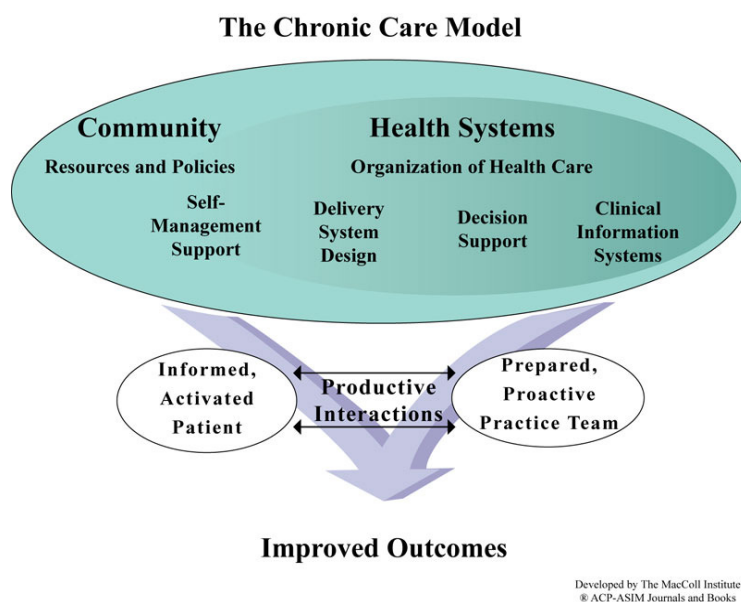 The Chronic Care Model
Community
Health Systems
Resources and Policies
Organization of Health Care
Self-
Management
Support
Delivery
System
Design
Decision
Support
Clinical
Information
Systems
Informed,
Activated
Patient
Productive
Interactions
Prepared,
Proactive
Practice Team
Improved Outcomes
Developed by The MacColl Institute
® ACP-ASIM Journals and Books